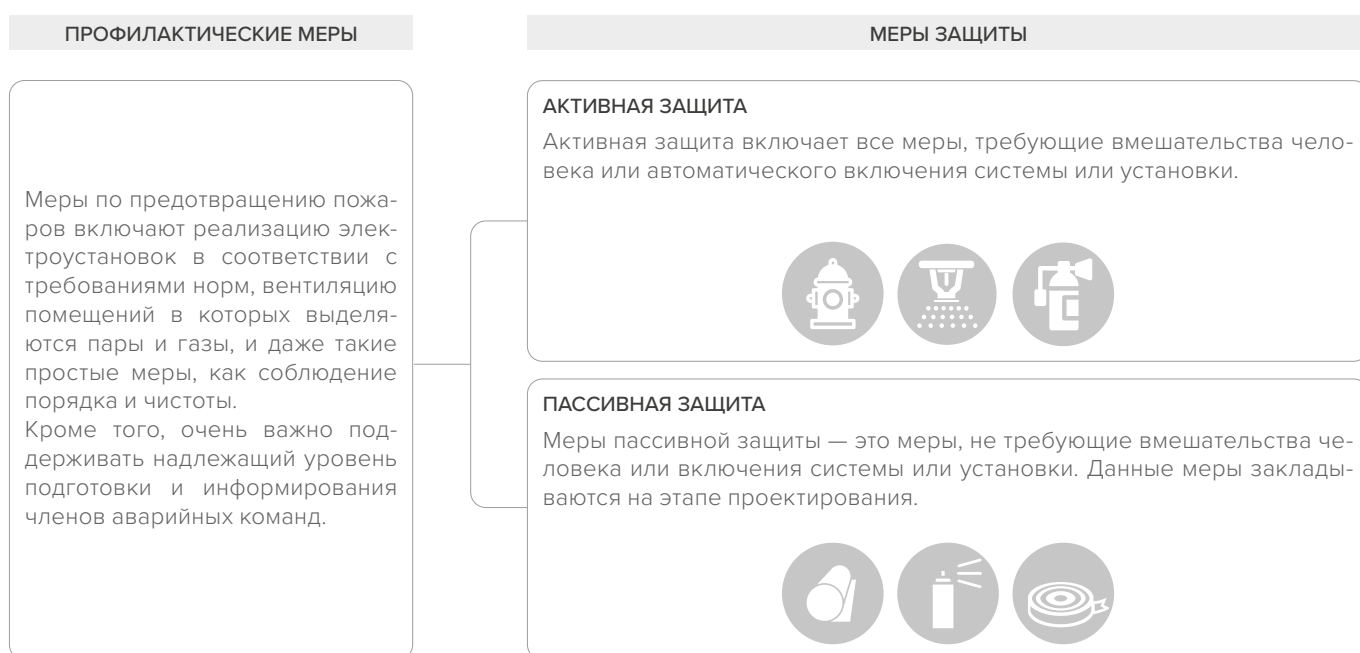 ПРОФИЛАКТИЧЕСКИЕ МЕРЫ
Меры по предотвращению пожа-
ров включают реализацию элек-
троустановок в соответствии с
требованиями норм, вентиляцию
помещений в которых выделя-
ются пары и газы, и даже такие
простые меры, как соблюдение
порядка и чистоты.
Кроме того, очень важно под-
держивать надлежащий уровень
подготовки и информирования
членов аварийных команд.
МЕРЫ ЗАЩИТЫ
АКТИВНАЯ ЗАЩИТА
Активная защита включает все меры, требующие вмешательства чело-
века или автоматического включения системы или установки.
ПАССИВНАЯ ЗАЩИТА
Меры пассивной защиты — это меры, не требующие вмешательства че-
ловека или включения системы или установки. Данные меры заклады-
ваются на этапе проектирования.